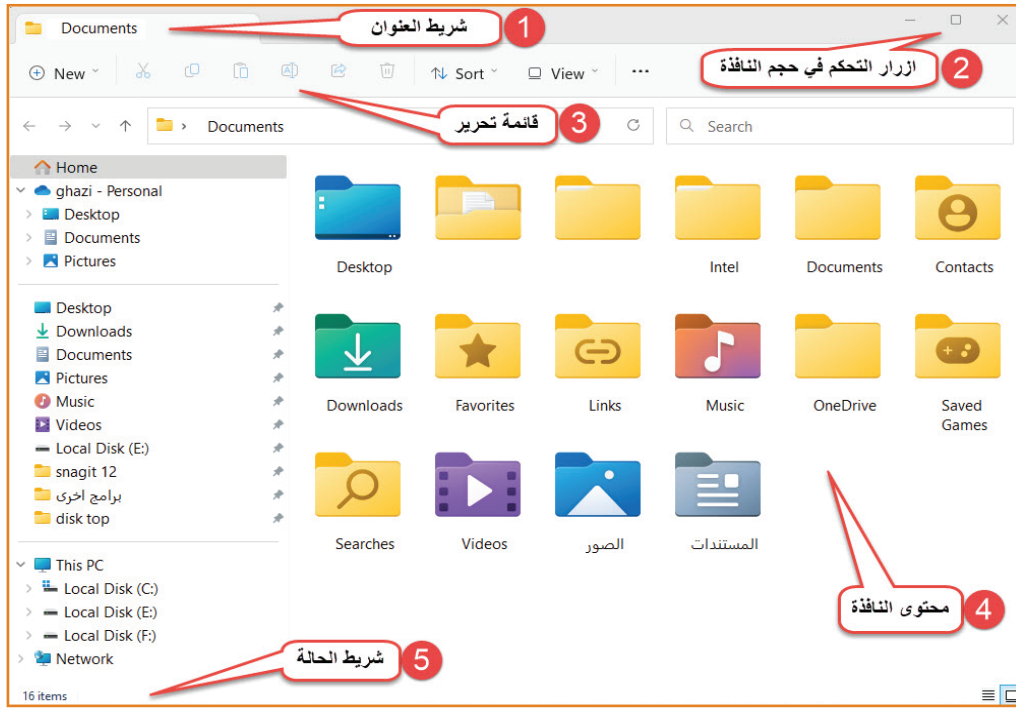 Documents
شريط العنوان 1
New
Sort
View
...
ازرار التحكم في حجم النافذة 2
Documents
قائمة تحرير 3
Search
Home
ghazi - Personal
Desktop
Documents
Pictures
Desktop
Downloads
Documents
Pictures
Music
Videos
Local Disk (E:)
snagit 12
برامج اخرى
disk top
This PC
Local Disk (C:)
Local Disk (E:)
Local Disk (F:)
Network
Desktop
Intel
Documents
Contacts
Downloads
Favorites
Links
Music
OneDrive
Saved
Games
Searches
Videos
الصور
المستندات
محتوى النافذة 4
شريط الحالة 5
16 items